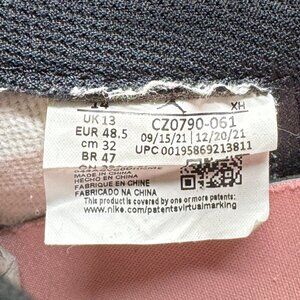 14 XH
UK 13 CZ0790-061
EUR 48.5 09/15/21 | 12/20/21
cm 32 UPC 00195869213811
BR 47
MADE IN CHINA
HECHO EN CHINA
FABRIQUE EN CHINE
FABRICADO NA CHINA
This product is covered by one or more patents:
www.nike.com/patentsvirtualmarking